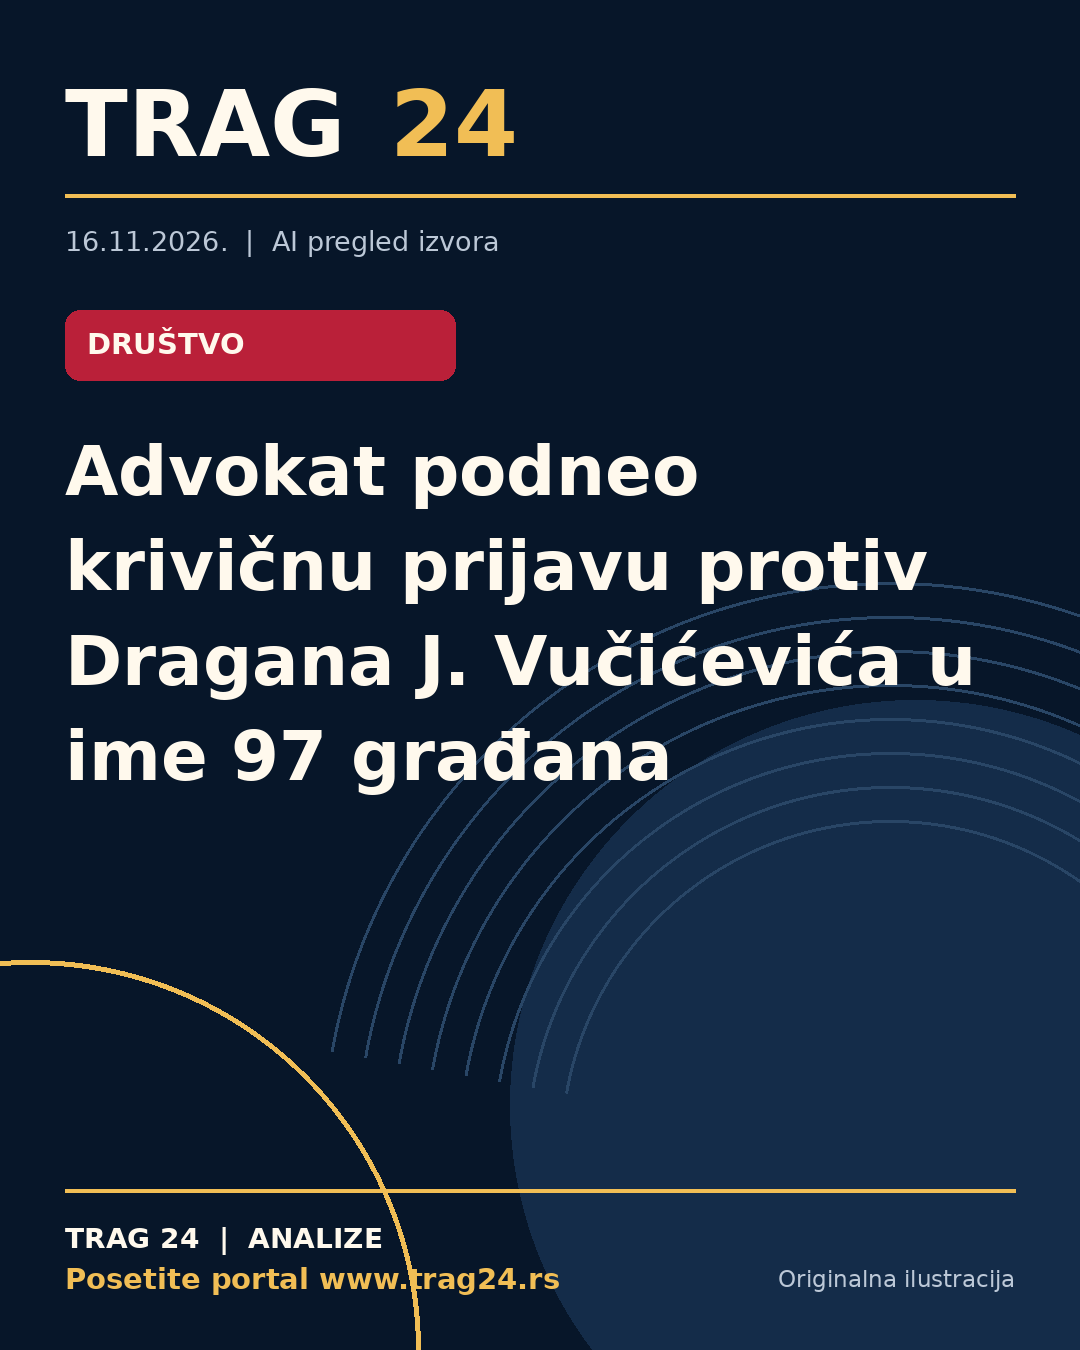 TRAG 24
16.11.2026. | AI pregled izvora
DRUŠTVO
Advokat podneo
krivičnu prijavu protiv
Dragana J. Vučićevića u
ime 97 građana
TRAG 24 | ANALIZE
Posetite portal www.trag24.rs
Originalna ilustracija